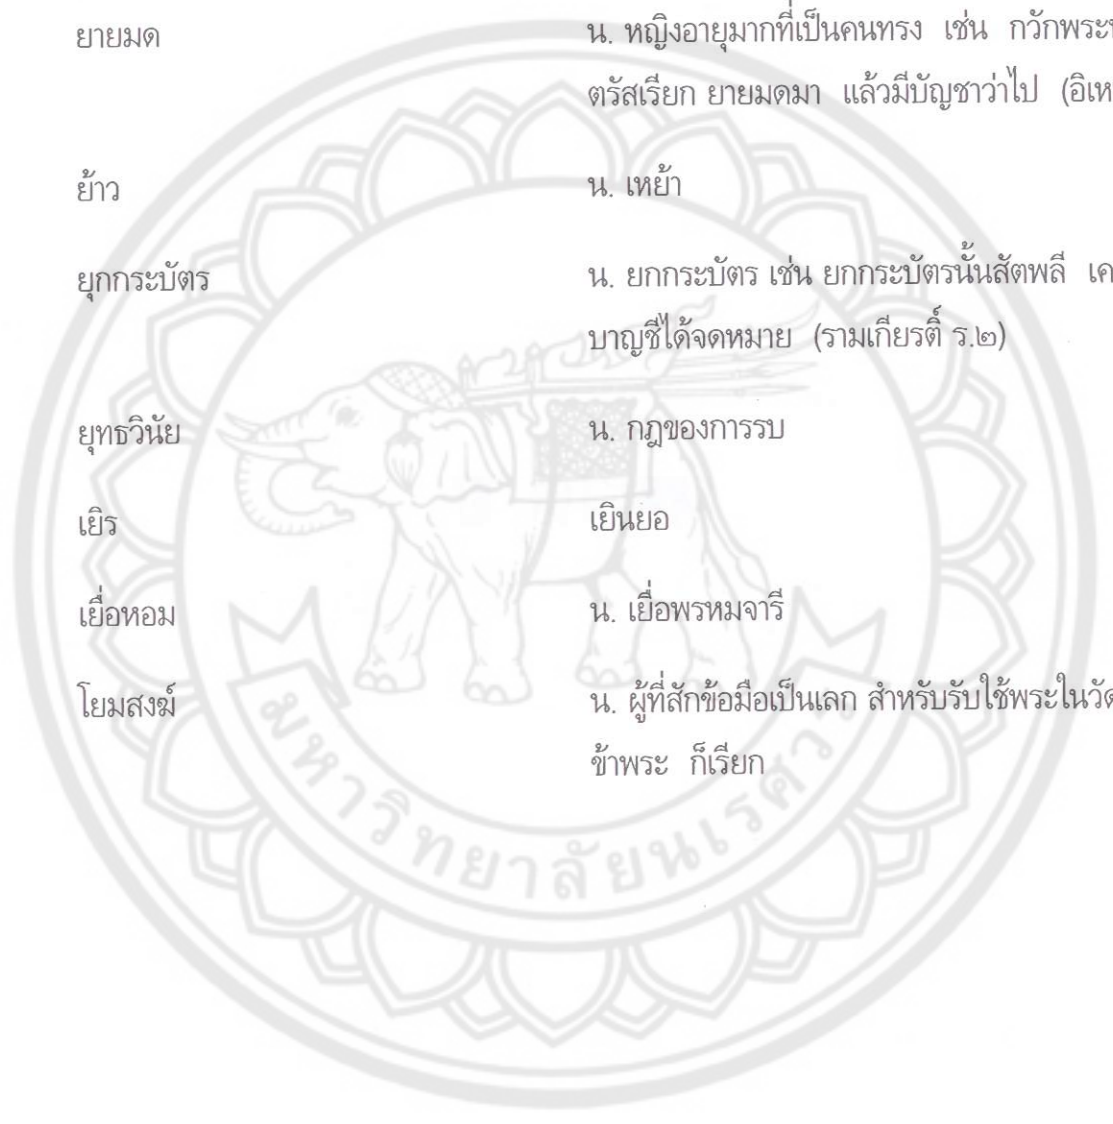 ยายมด น. หญิงอายุมากที่เป็นคนทรง เช่น กวักพระ
ตรัสเรียก ยายมดมา แล้วมีบัญชาว่าไป (อิเห
ย้าว น. เหย้า
ยุกกระบัตร น. ยกกระบัตร เช่น ยกกระบัตรนั้นสัตพลี เค
บาญชีได้จดหมาย (รามเกียรติ์ ร.๒)
ยุทธวินัย น. กฎของการรบ
เยิร เยินยอ
เยื่อหอม น. เยื่อพรหมจารี
โยมสงฆ์ น. ผู้ที่สักข้อมือเป็นเลก สำหรับรับใช้พระในวัด
ข้าพระ ก็เรียก
มหาวิทยาลัยนเรศวร